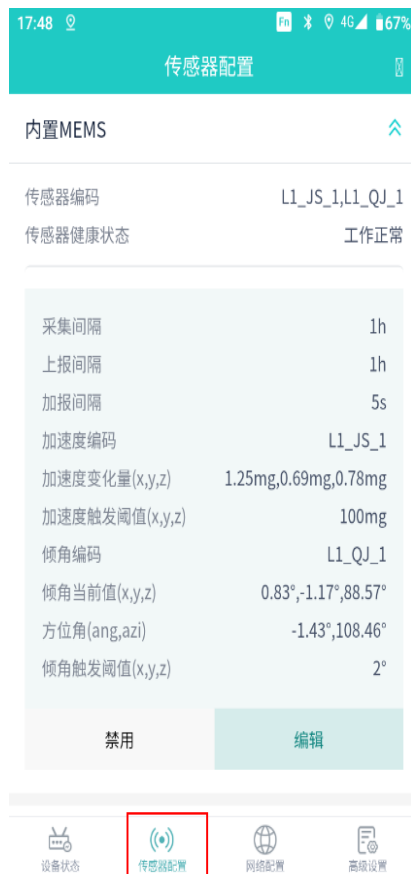 17:48 Fn 4G 67%
传感器配置
内置MEMS
传感器编码 L1_JS_1,L1_QJ_1
传感器健康状态 工作正常
采集间隔 1h
上报间隔 1h
加报间隔 5s
加速度编码 L1_JS_1
加速度变化量(x,y,z) 1.25mg,0.69mg,0.78mg
加速度触发阈值(x,y,z) 100mg
倾角编码 L1_QJ_1
倾角当前值(x,y,z) 0.83°,-1.17°,88.57°
方位角(ang,azi) -1.43°,108.46°
倾角触发阈值(x,y,z) 2°
禁用 编辑
设备状态 传感器配置 网络配置 高级设置